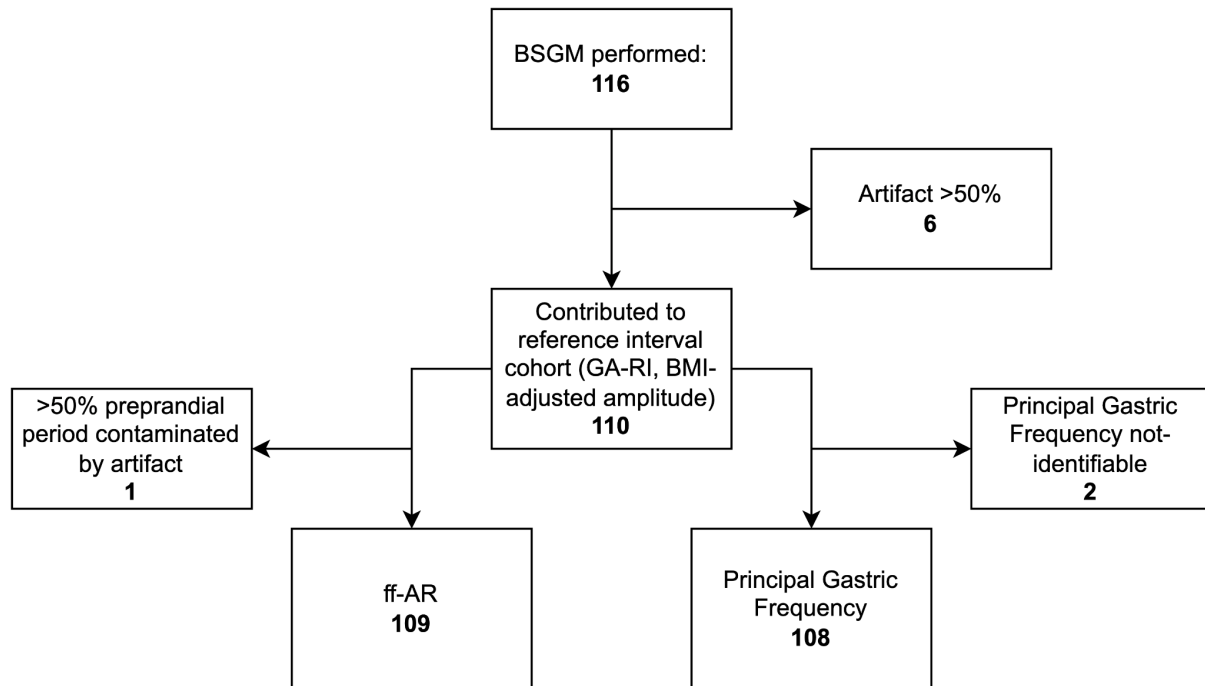 BSGM performed:
116
Artifact >50%
6
Contributed to
reference interval
cohort (GA-RI, BMI-
adjusted amplitude)
110
>50% preprandial
period contaminated
by artifact
1
Principal Gastric
Frequency not-
identifiable
2
ff-AR
109
Principal Gastric
Frequency
108